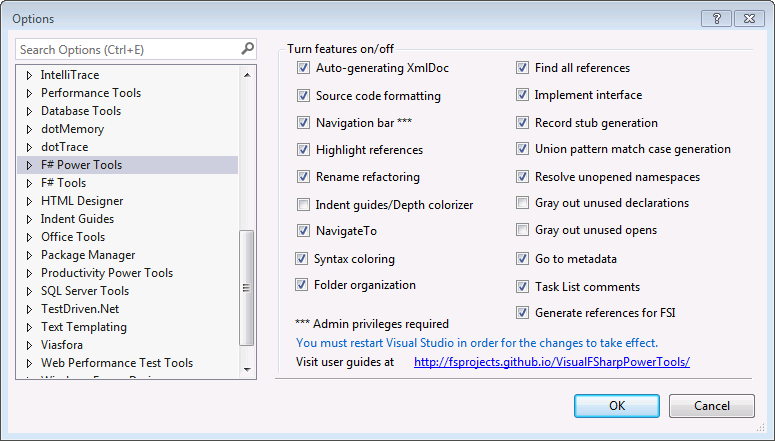 Options
Search Options (Ctrl+E)
IntelliTrace
Performance Tools
Database Tools
dotMemory
dotTrace
F# Power Tools
F# Tools
HTML Designer
Indent Guides
Office Tools
Package Manager
Productivity Power Tools
SQL Server Tools
TestDriven.Net
Text Templating
Viasfora
Web Performance Test Tools
Turn features on/off
Auto-generating XmlDoc
Source code formatting
Navigation bar ***
Highlight references
Rename refactoring
Indent guides/Depth colorizer
NavigateTo
Syntax coloring
Folder organization
Find all references
Implement interface
Record stub generation
Union pattern match case generation
Resolve unopened namespaces
Gray out unused declarations
Gray out unused opens
Go to metadata
Task List comments
Generate references for FSI
*** Admin privileges required
You must restart Visual Studio in order for the changes to take effect.
Visit user guides at http://fsprojects.github.io/VisualFSharpPowerTools/
OK
Cancel